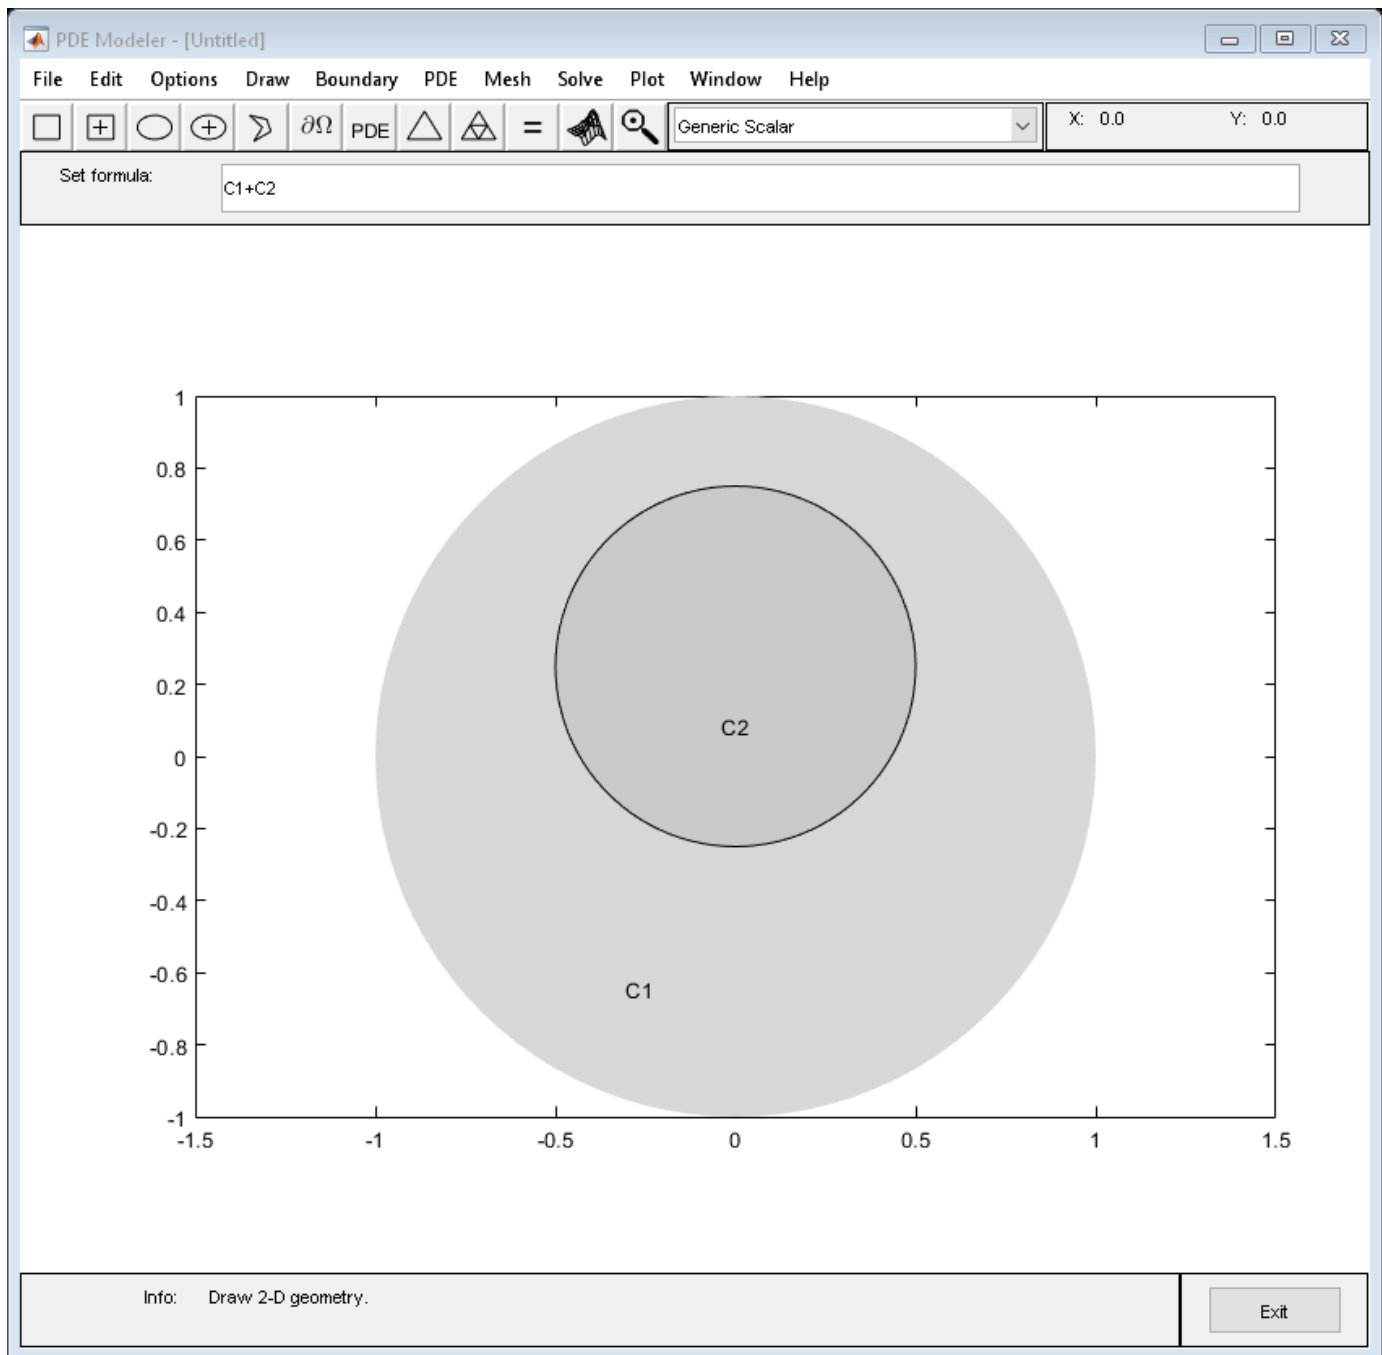 PDE Modeler - [Untitled]
File Edit Options Draw Boundary PDE Mesh Solve Plot Window Help
∂Ω PDE = Generic Scalar X: 0.0 Y: 0.0
Set formula: C1+C2
1
0.8
0.6
0.4
0.2
C2
0
-0.2
-0.4
-0.6
C1
-0.8
-1
-1.5 -1 -0.5 0 0.5 1 1.5
Info: Draw 2-D geometry. Exit